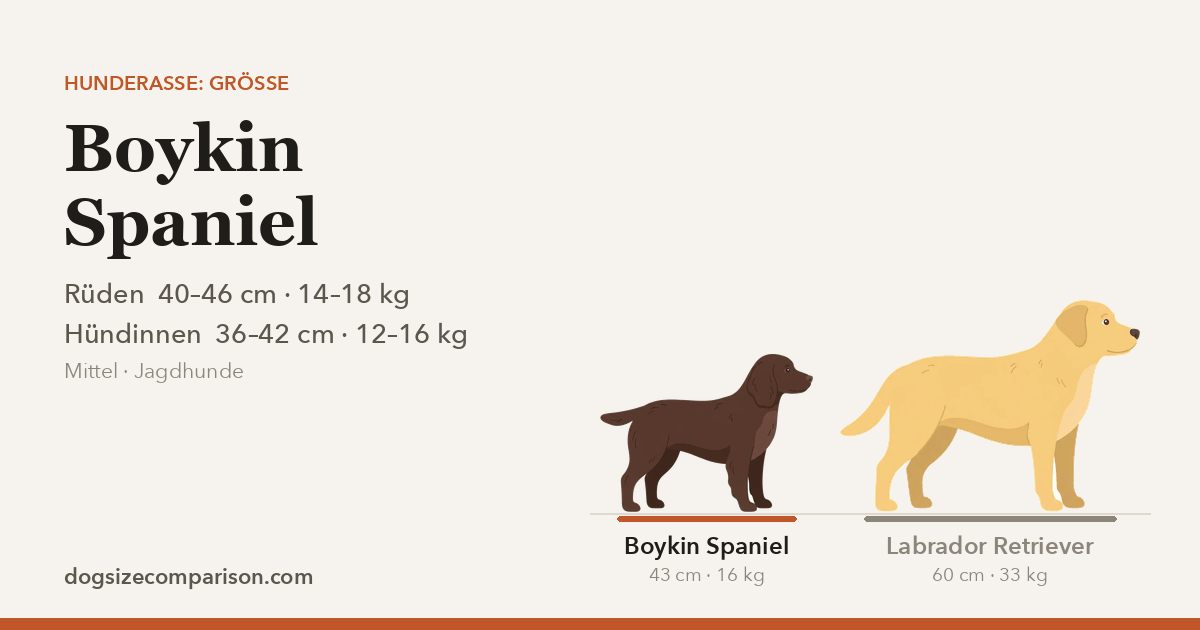 HUNDERASSE: GRÖSSE
Boykin
Spaniel
Rüden 40–46 cm · 14–18 kg
Hündinnen 36–42 cm · 12–16 kg
Mittel · Jagdhunde
Boykin Spaniel
43 cm · 16 kg
Labrador Retriever
60 cm · 33 kg
dogsizecomparison.com